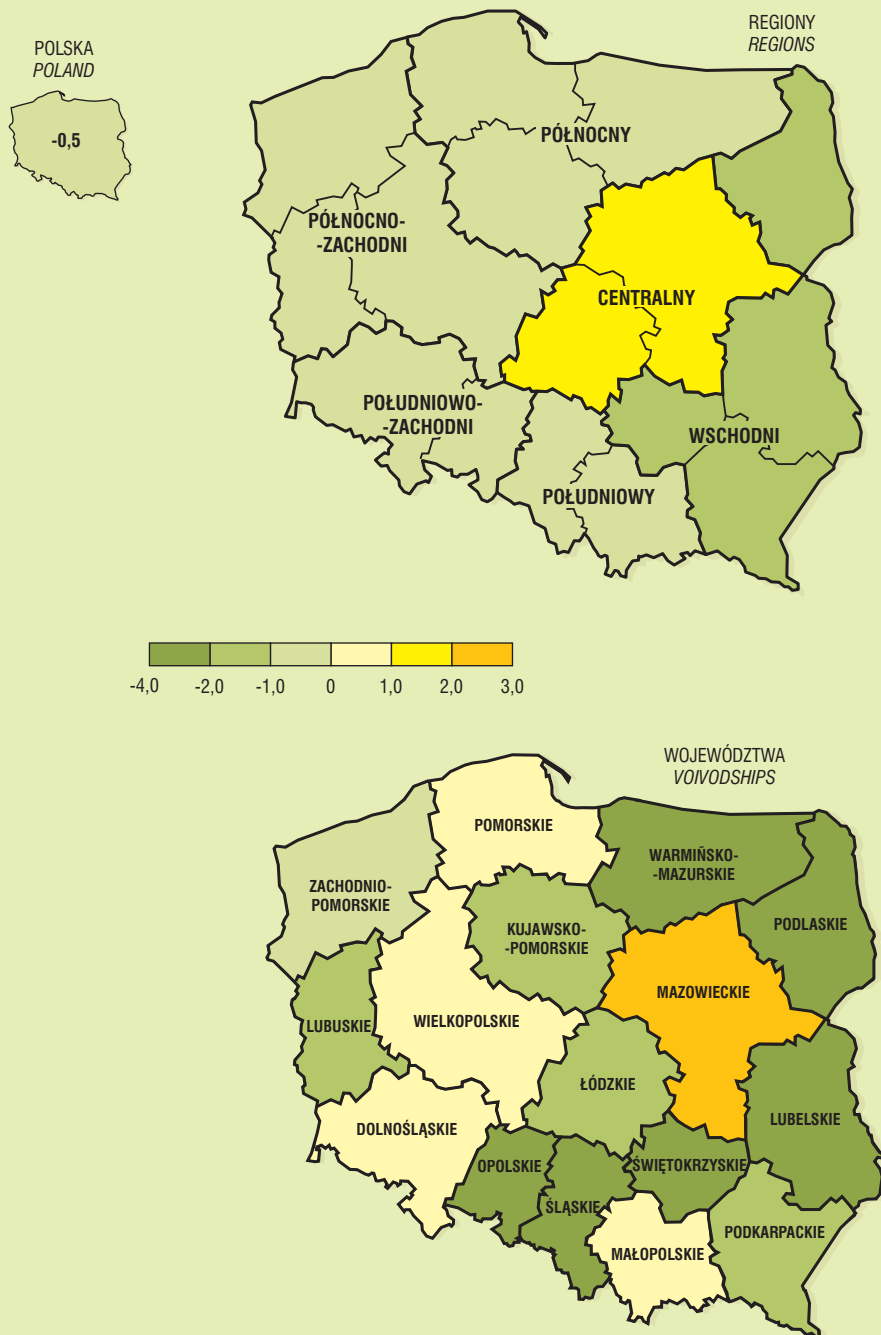 POLSKA
POLAND
-0,5
REGIONY
REGIONS
PÓŁNOCNY
PÓŁNOCNO-
-ZACHODNI
CENTRALNY
POŁUDNIOWO-
-ZACHODNI
WSCHODNI
POŁUDNIOWY
-4,0 -2,0 -1,0 0 1,0 2,0 3,0
WOJEWÓDZTWA
VOIVODSHIPS
POMORSKIE
WARMIŃSKO-
-MAZURSKIE
ZACHODNIO-
POMORSKIE
KUJAWSKO-
-POMORSKIE
PODLASKIE
MAZOWIECKIE
WIELKOPOLSKIE
LUBUSKIE
ŁÓDZKIE
LUBELSKIE
DOLNOŚLĄSKIE
OPOLSKIE
ŚWIĘTOKRZYSKIE
ŚLĄSKIE
PODKARPACKIE
MAŁOPOLSKIE